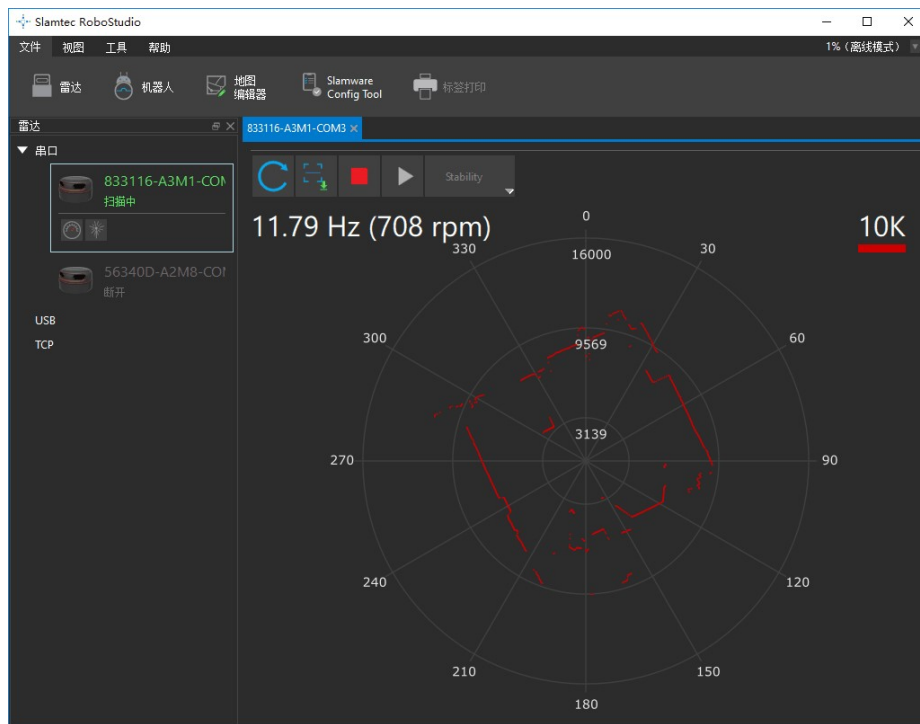 Slamtec RoboStudio
文件 视图 工具 帮助
1% (离线模式)
雷达
机器人
地图
编辑器
Slamware
Config Tool
标签打印
雷达
833116-A3M1-COM3
串口
833116-A3M1-COM
扫描中
56340D-A2M8-COM
断开
USB
TCP
Stability
11.79 Hz (708 rpm)
10K
0
330
30
16000
300
60
9569
3139
270
90
240
120
210
150
180